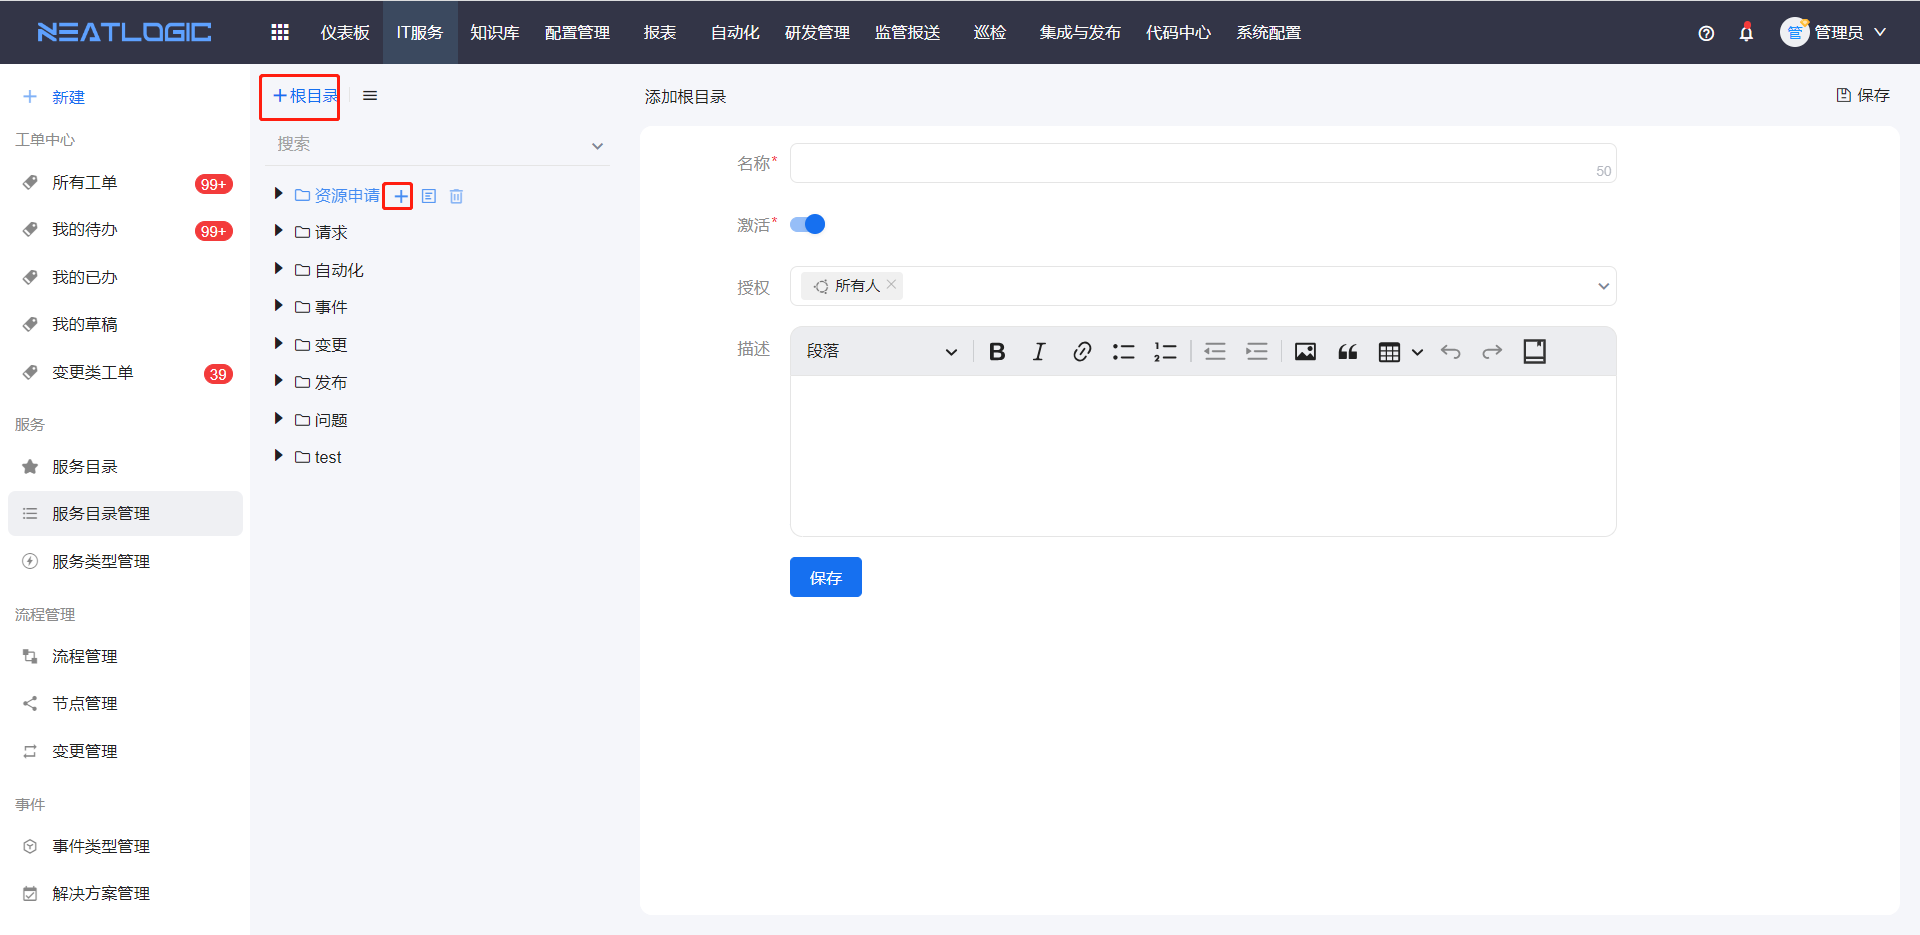 NEATLOGIC
仪表板
IT服务
知识库
配置管理
报表
自动化
研发管理
监管报送
巡检
集成与发布
代码中心
系统配置
管
管理员
新建
工单中心
所有工单
99+
我的待办
99+
我的已办
我的草稿
变更类工单
39
服务
服务目录
服务目录管理
服务类型管理
流程管理
流程管理
节点管理
变更管理
事件
事件类型管理
解决方案管理
根目录
搜索
资源申请
请求
自动化
事件
变更
发布
问题
test
添加根目录
保存
名称*
50
激活*
授权
所有人
描述
段落
保存